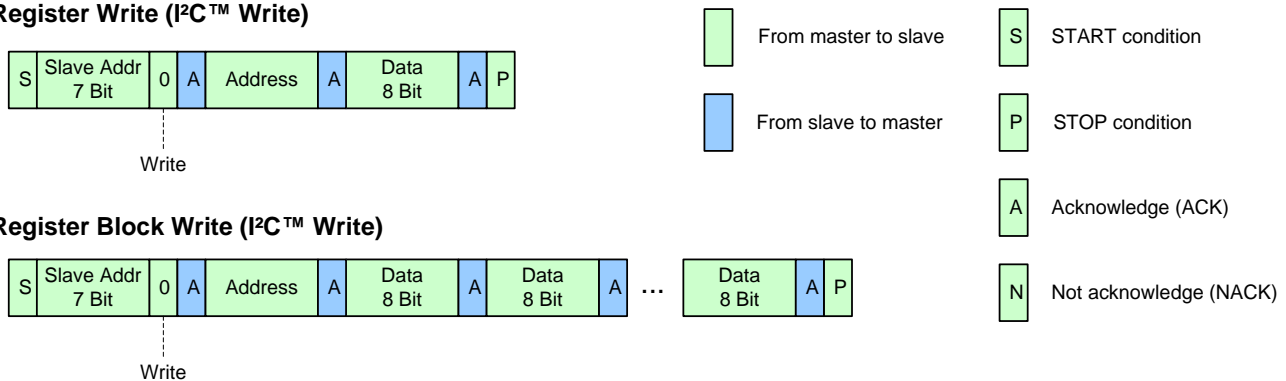 Register Write (I²C™ Write)
S Slave Addr 7 Bit 0 A Address A Data 8 Bit A P
Write
Register Block Write (I²C™ Write)
S Slave Addr 7 Bit 0 A Address A Data 8 Bit A Data 8 Bit A ... Data 8 Bit A P
Write
From master to slave
From slave to master
S START condition
P STOP condition
A Acknowledge (ACK)
N Not acknowledge (NACK)